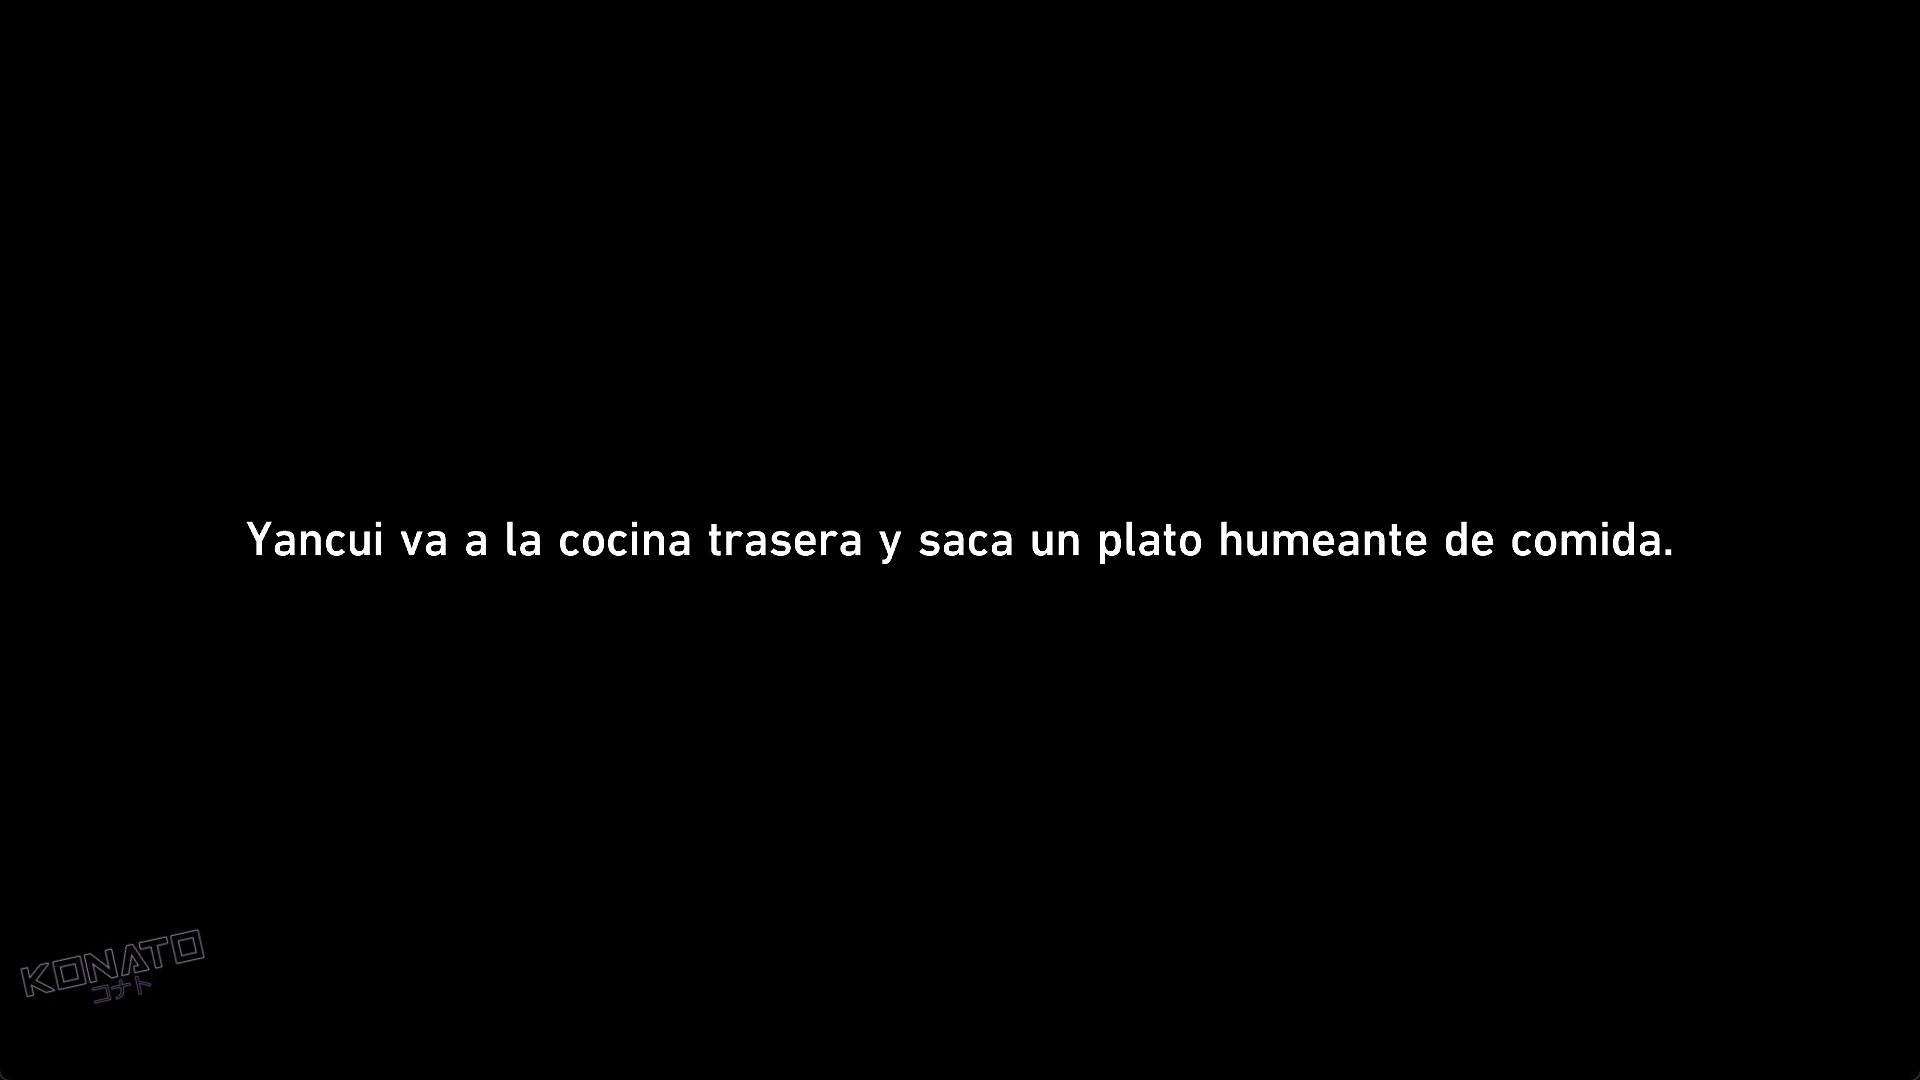 Yancui va a la cocina trasera y saca un plato humeante de comida.
KONATO
コナト